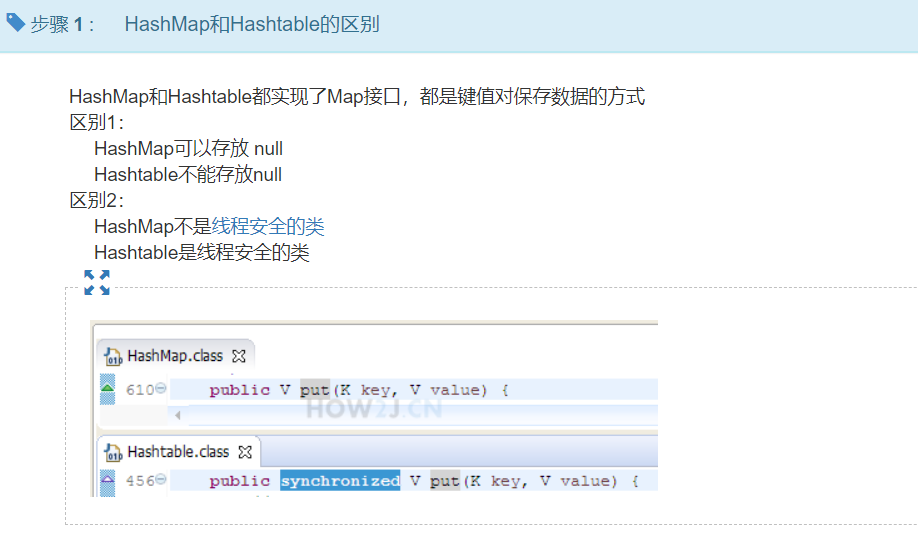 步骤 1 : HashMap和Hashtable的区别
HashMap和Hashtable都实现了Map接口，都是键值对保存数据的方式
区别1：
HashMap可以存放 null
Hashtable不能存放null
区别2：
HashMap不是线程安全的类
Hashtable是线程安全的类
HashMap.class
610 public V put(K key, V value) {
HOW2J.CN
Hashtable.class
456 public synchronized V put(K key, V value) {